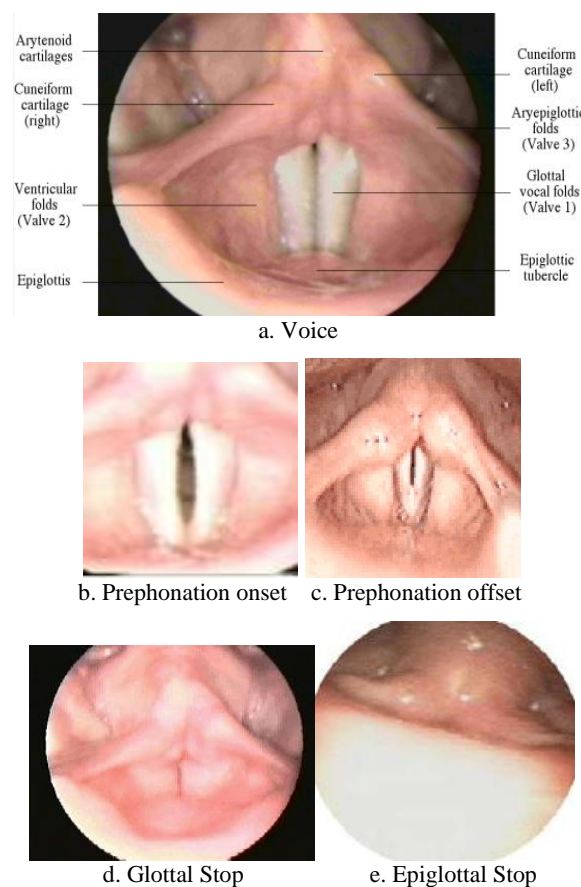 Arytenoid
cartilages
Cuneiform
cartilage
(right)
Ventricular
folds
(Valve 2)
Epiglottis
Cuneiform
cartilage
(left)
Aryepiglottic
folds
(Valve 3)
Glottal
vocal folds
(Valve 1)
Epiglottic
tubercle
a. Voice
b. Prephonation onset
c. Prephonation offset
d. Glottal Stop
e. Epiglottal Stop